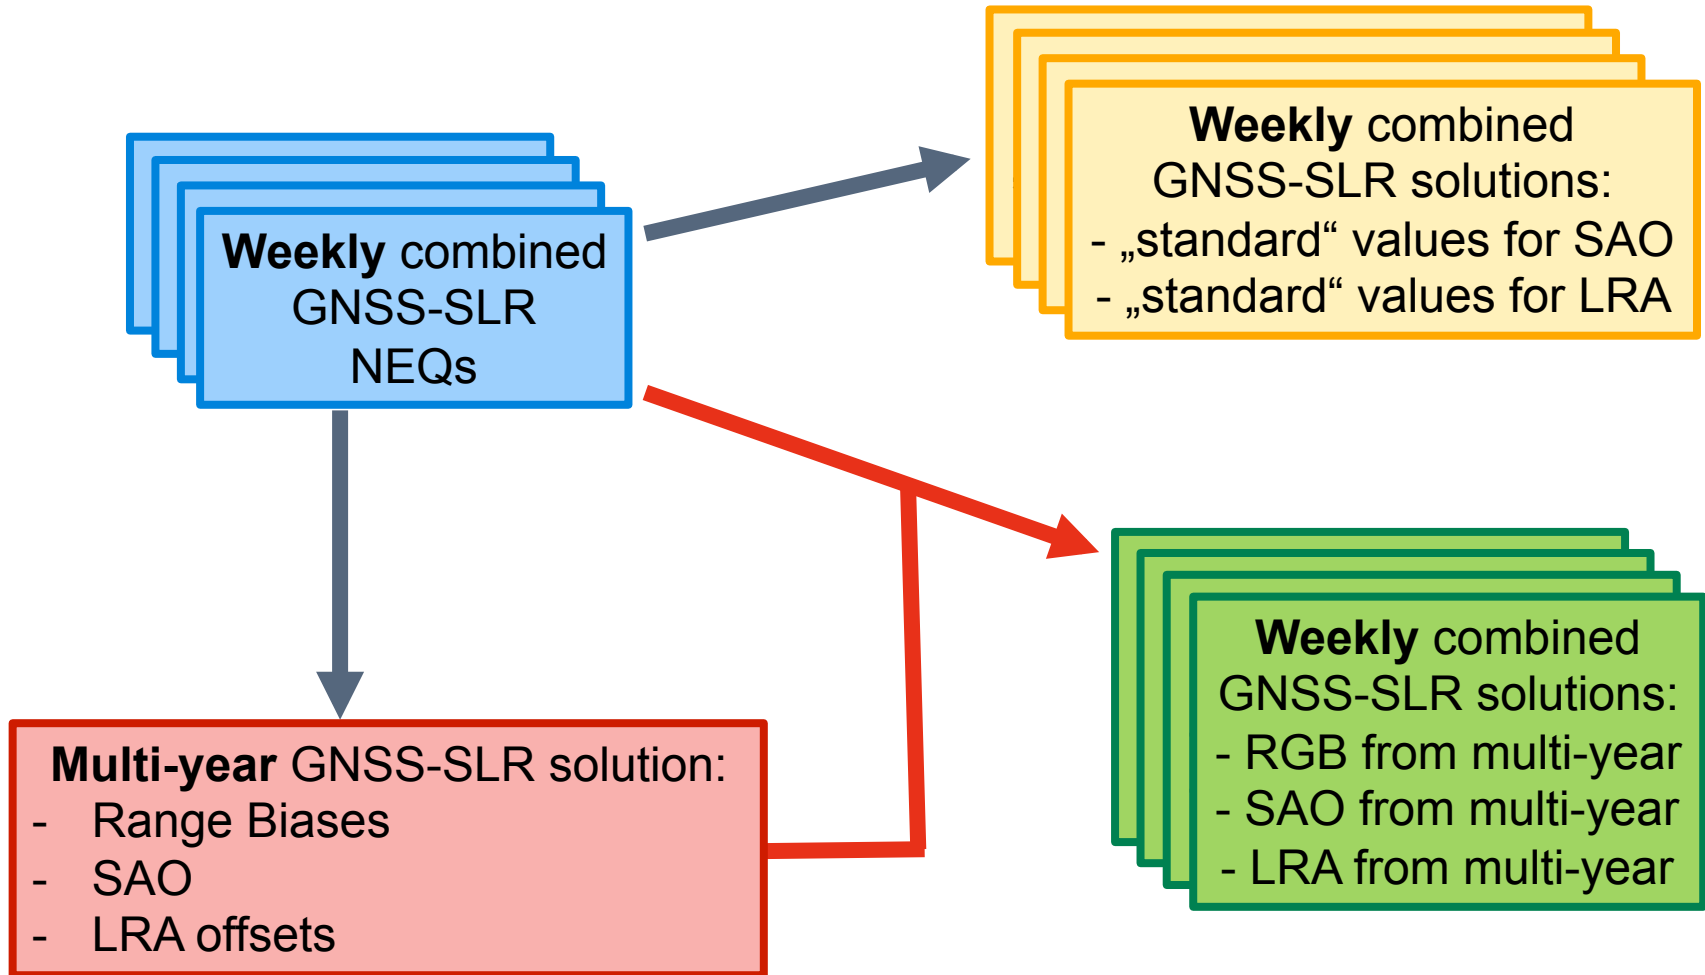 Weekly combined
GNSS-SLR
NEQs
Weekly combined
GNSS-SLR solutions:
- „standard“ values for SAO
- „standard“ values for LRA
Multi-year GNSS-SLR solution:
- Range Biases
- SAO
- LRA offsets
Weekly combined
GNSS-SLR solutions:
- RGB from multi-year
- SAO from multi-year
- LRA from multi-year